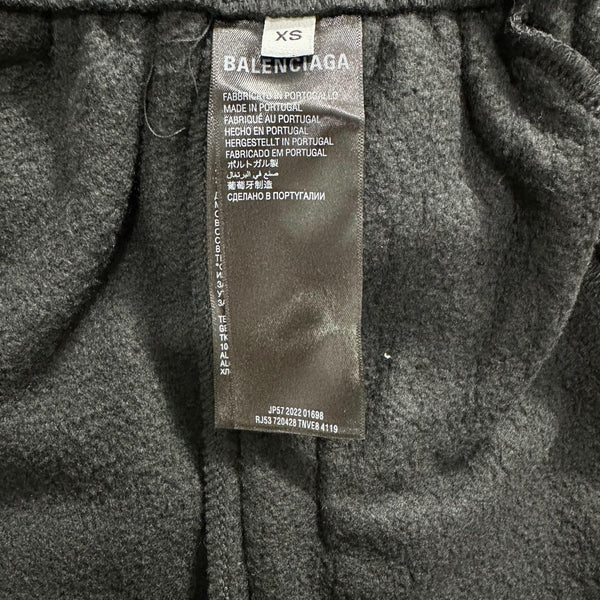 XS
BALENCIAGA
FABBRICATO IN PORTOGALLO
MADE IN PORTUGAL
FABRIQUÉ AU PORTUGAL
HECHO EN PORTUGAL
HERGESTELLT IN PORTUGAL
FABRICADO EM PORTUGAL
ポルトガル製
صنع في البرتغال
葡萄牙制造
СДЕЛАНО В ПОРТУГАЛИИ
JP57 2022 01698
RJ53 720428 TNVE8 4119